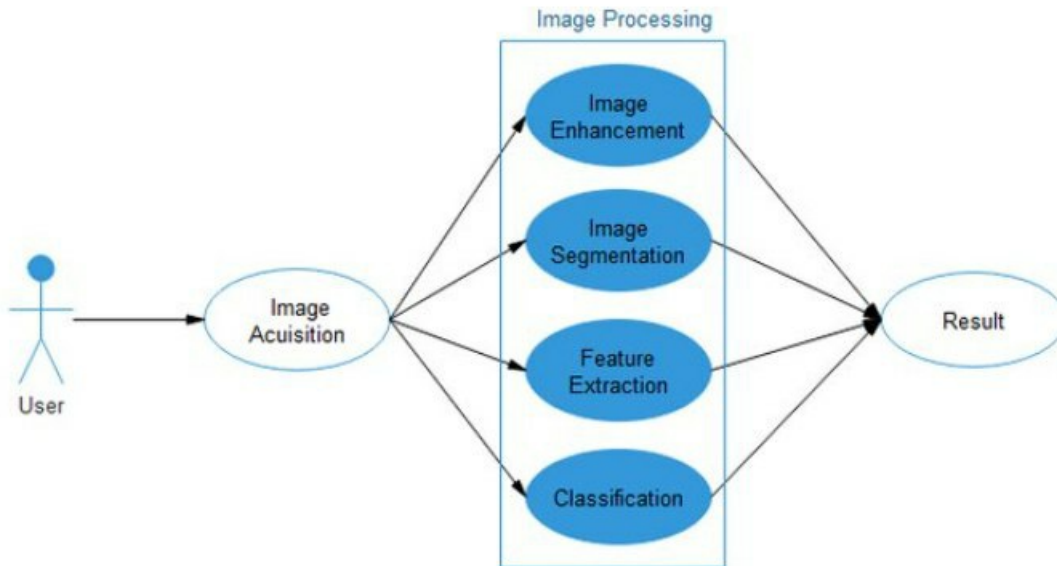 Image Processing
Image
Enhancement
Image
Segmentation
User
Image
Acuisition
Feature
Extraction
Classification
Result